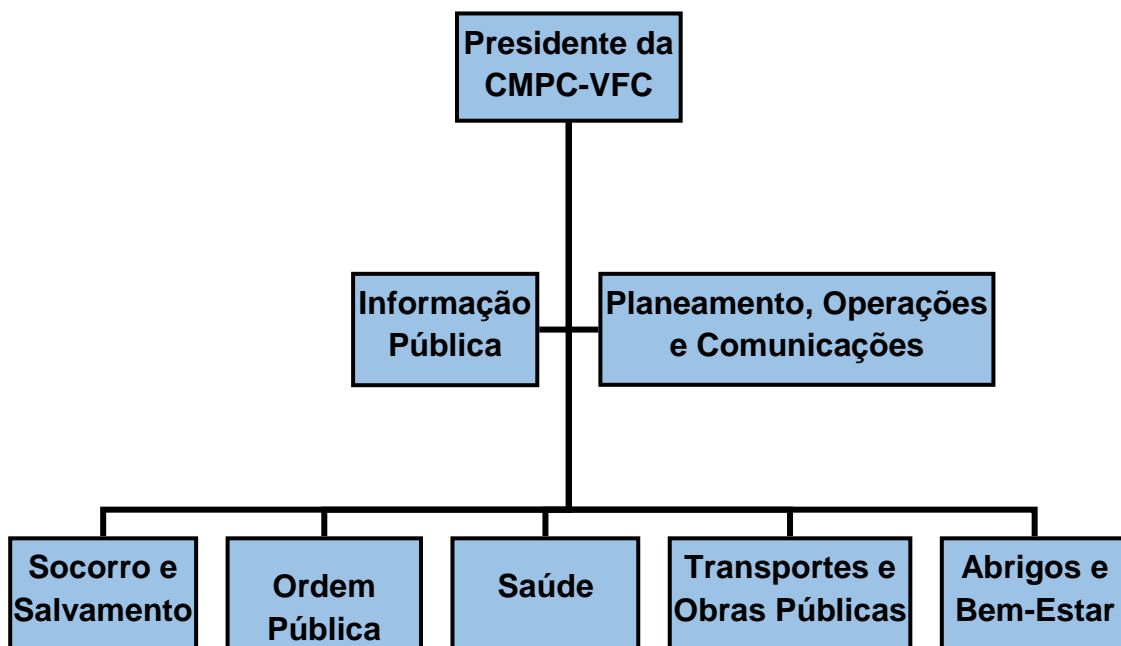 Presidente da
CMPC-VFC
Informação
Pública
Planeamento, Operações
e Comunicações
Socorro e
Salvamento
Ordem
Pública
Saúde
Transportes e
Obras Públicas
Abrigos e
Bem-Estar